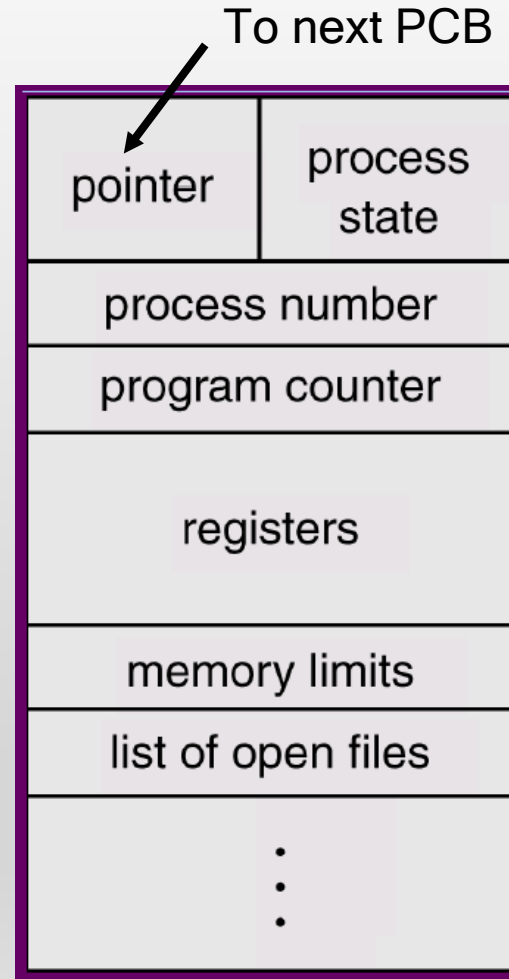 To next PCB
pointer
process
state
process number
program counter
registers
memory limits
list of open files